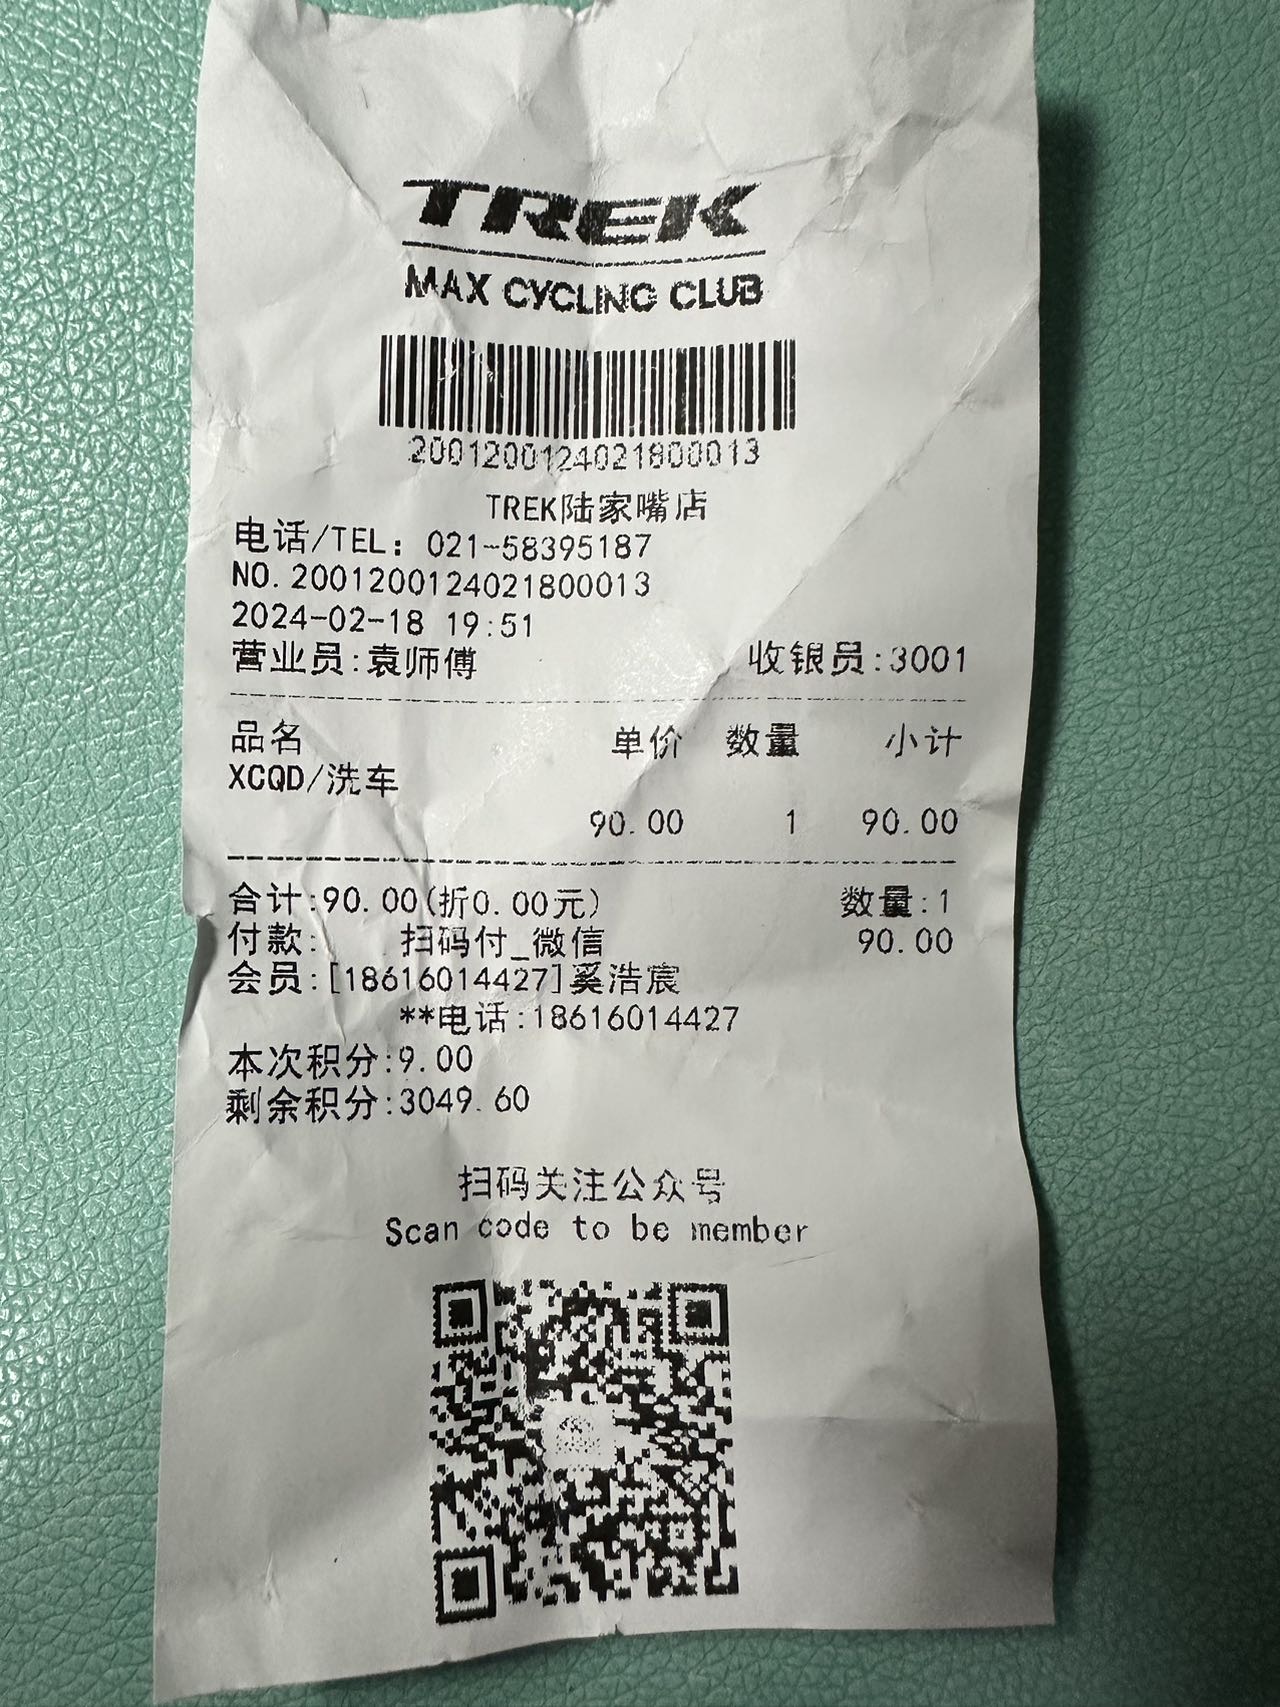 TREK
MAX CYCLING CLUB
2001200124021800013
TREK陆家嘴店
电话/TEL: 021-58395187
NO.2001200124021800013
2024-02-18 19:51
营业员:袁师傅 收银员:3001
品名 单价 数量 小计
XCQD/洗车
90.00 1 90.00
合计:90.00(折0.00元) 数量:1
付款: 扫码付_微信 90.00
会员:[18616014427]奚浩宸
**电话:18616014427
本次积分:9.00
剩余积分:3049.60
扫码关注公众号
Scan code to be member